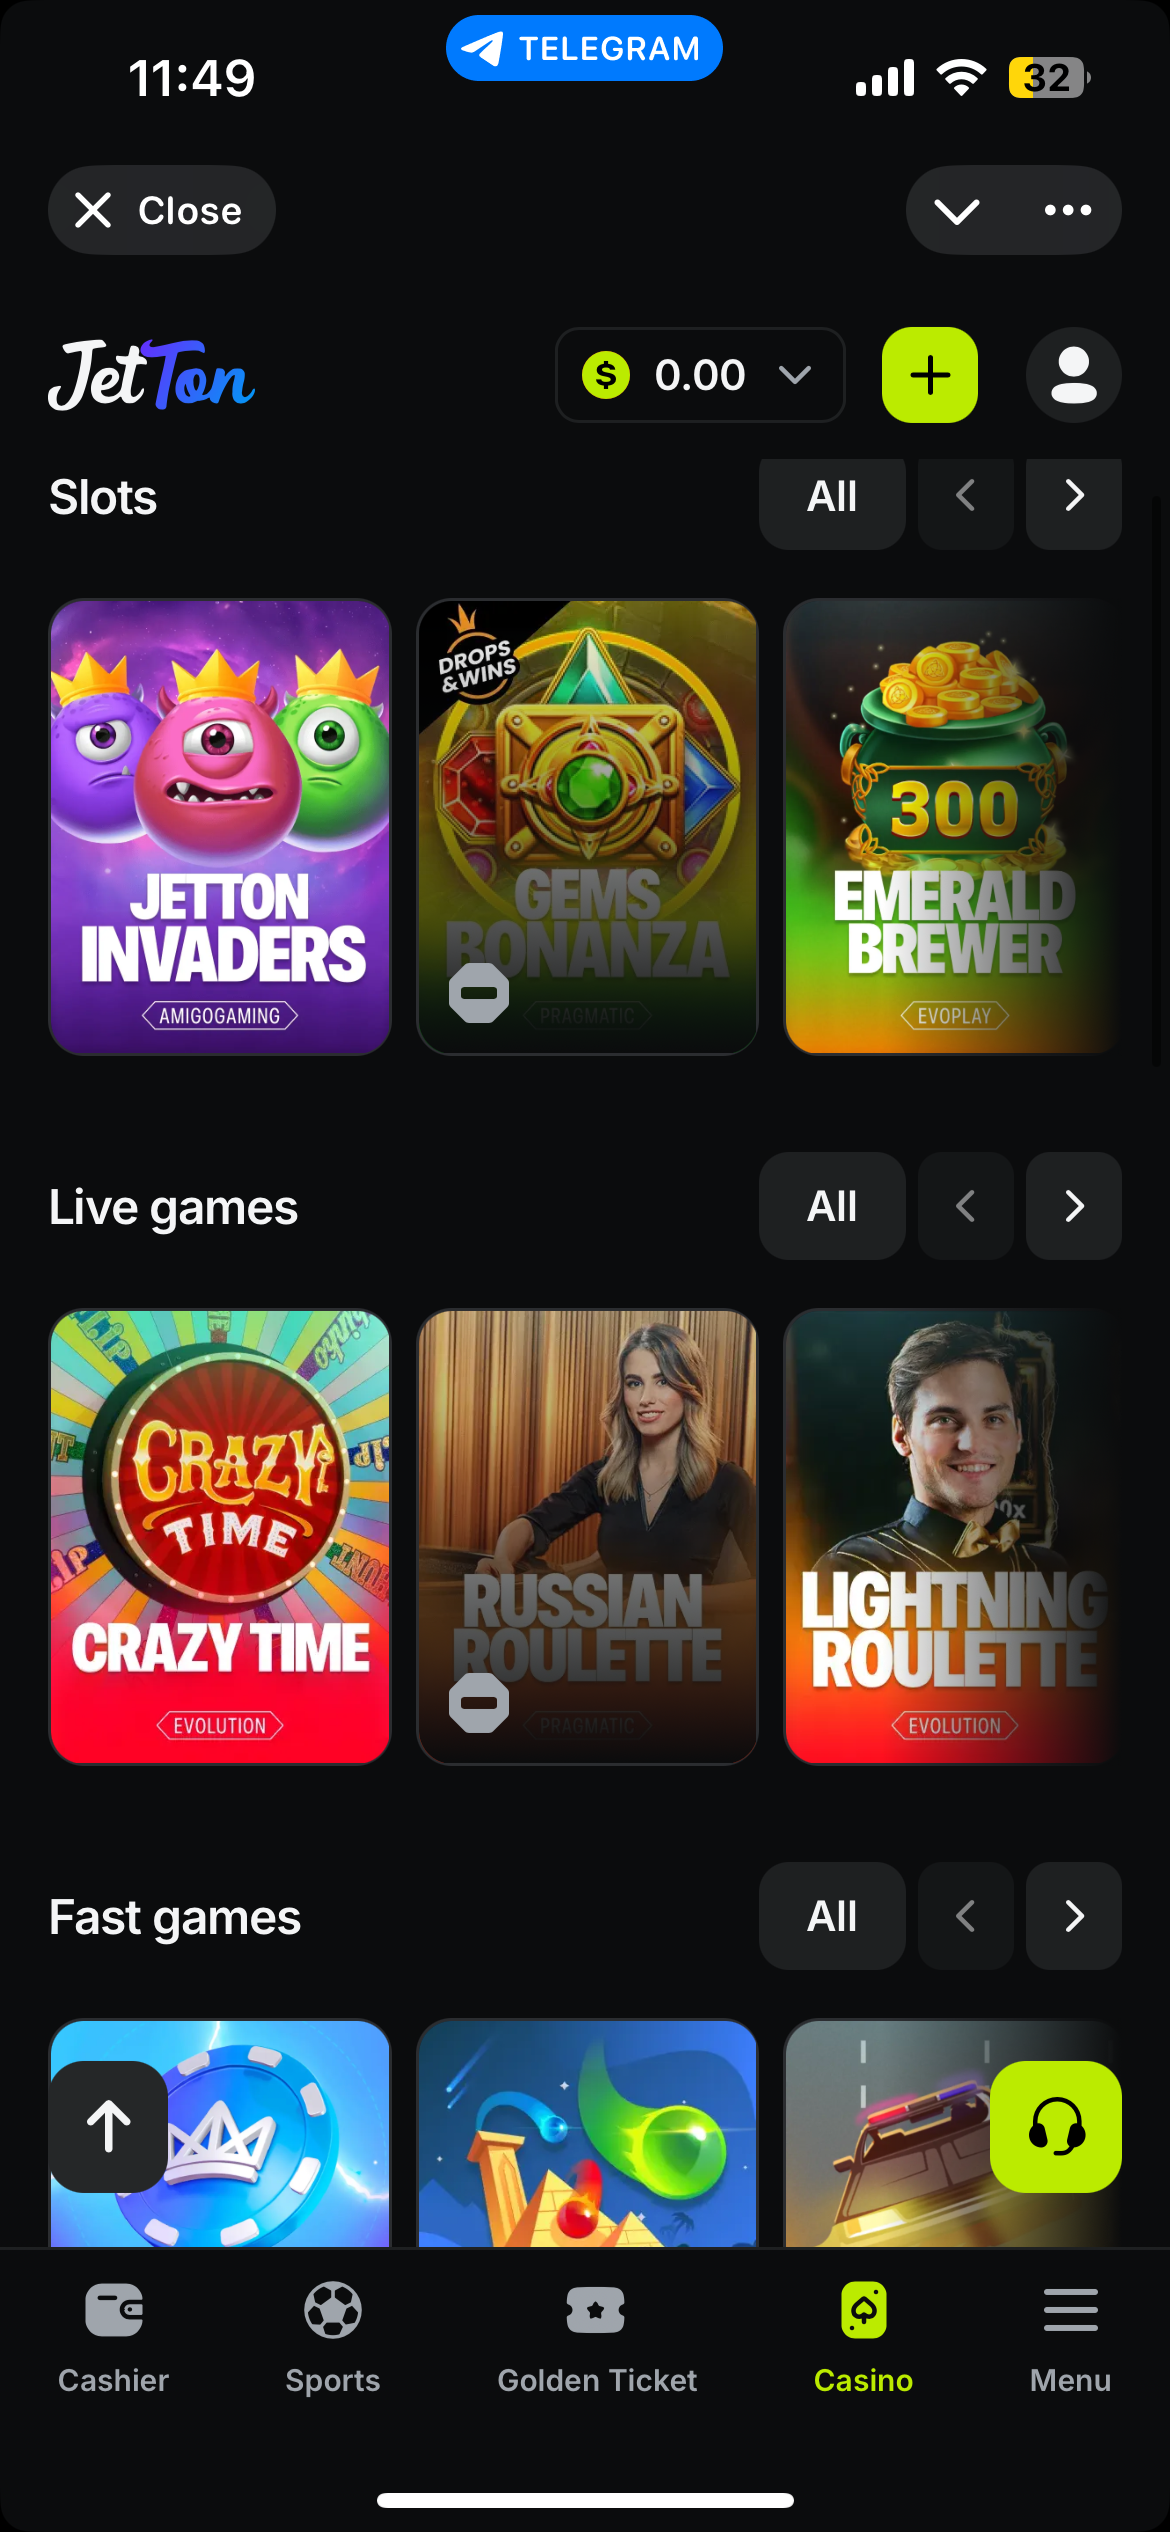 11:49
TELEGRAM
32
Close
JetTon
$ 0.00
Slots
All
DROPS
&WINS
300
JETTON
INVADERS
AMIGOGAMING
GEMS
BONANZA
PRAGMATIC
EMERALD
BREWER
EVOPLAY
Live games
All
CRAZY
TIME
CRAZY TIME
EVOLUTION
RUSSIAN
ROULETTE
PRAGMATIC
LIGHTNING
ROULETTE
EVOLUTION
Fast games
All
Cashier
Sports
Golden Ticket
Casino
Menu